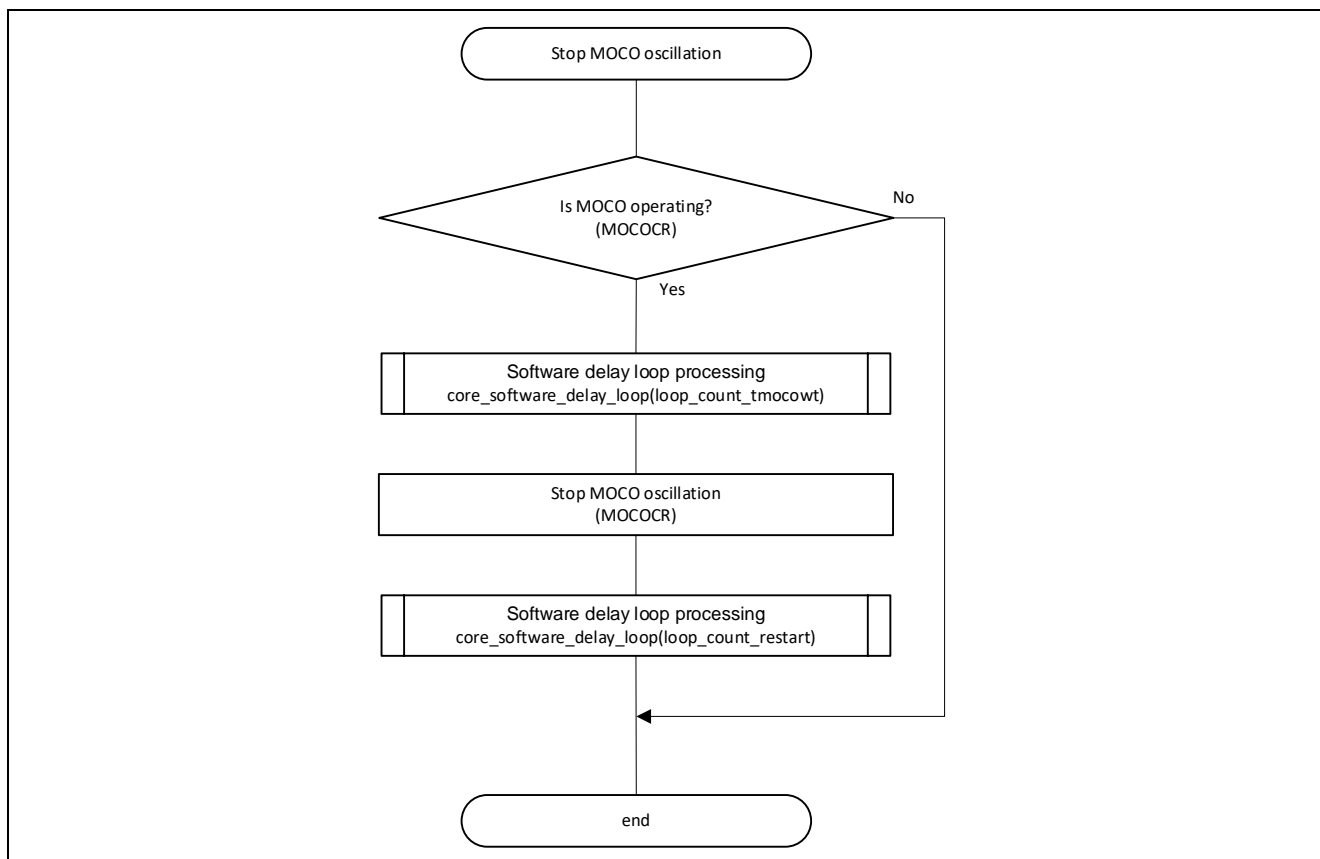 Stop MOCO oscillation
Is MOCO operating?
(MOCOCR)
No
Yes
Software delay loop processing
core_software_delay_loop(loop_count_tmocowt)
Stop MOCO oscillation
(MOCOCR)
Software delay loop processing
core_software_delay_loop(loop_count_restart)
end